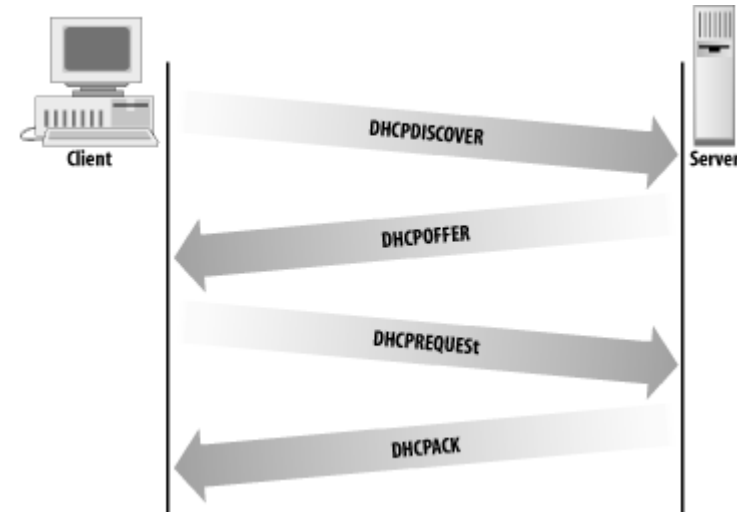 DHCPDISCOVER
Client
Server
DHCPOFFER
DHCPREQUESt
DHCPACK